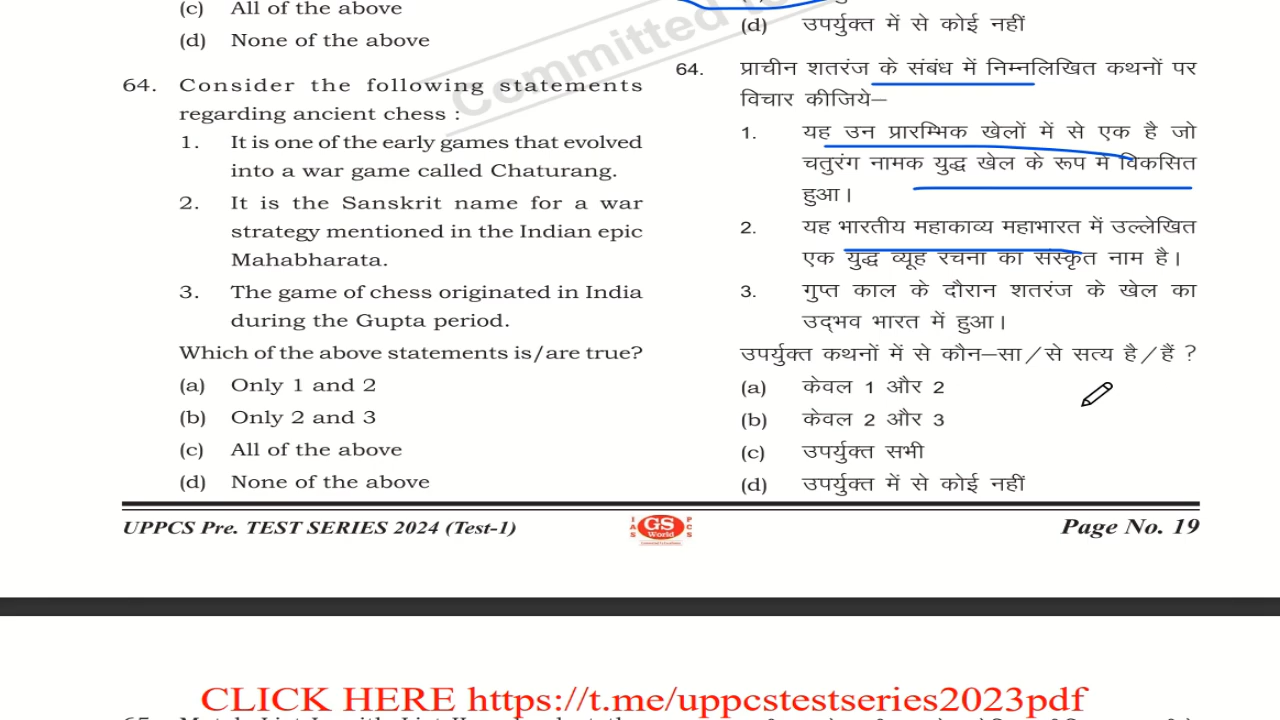 (c) All of the above
(d) None of the above
64. Consider the following statements
regarding ancient chess :
1. It is one of the early games that evolved
into a war game called Chaturang.
2. It is the Sanskrit name for a war
strategy mentioned in the Indian epic
Mahabharata.
3. The game of chess originated in India
during the Gupta period.
Which of the above statements is/are true?
(a) Only 1 and 2
(b) Only 2 and 3
(c) All of the above
(d) None of the above
(d) उपर्युक्त में से कोई नहीं
64. प्राचीन शतरंज के संबंध में निम्नलिखित कथनों पर
विचार कीजिये–
1. यह उन प्रारम्भिक खेलों में से एक है जो
चतुरंग नामक युद्ध खेल के रूप में विकसित
हुआ।
2. यह भारतीय महाकाव्य महाभारत में उल्लेखित
एक युद्ध व्यूह रचना का संस्कृत नाम है।
3. गुप्त काल के दौरान शतरंज के खेल का
उद्भव भारत में हुआ।
उपर्युक्त कथनों में से कौन–सा/से सत्य है/हैं ?
(a) केवल 1 और 2
(b) केवल 2 और 3
(c) उपर्युक्त सभी
(d) उपर्युक्त में से कोई नहीं
Committed to
UPPCS Pre. TEST SERIES 2024 (Test-1)
IAS GS World PCS
Page No. 19
CLICK HERE https://t.me/uppcstestseries2023pdf